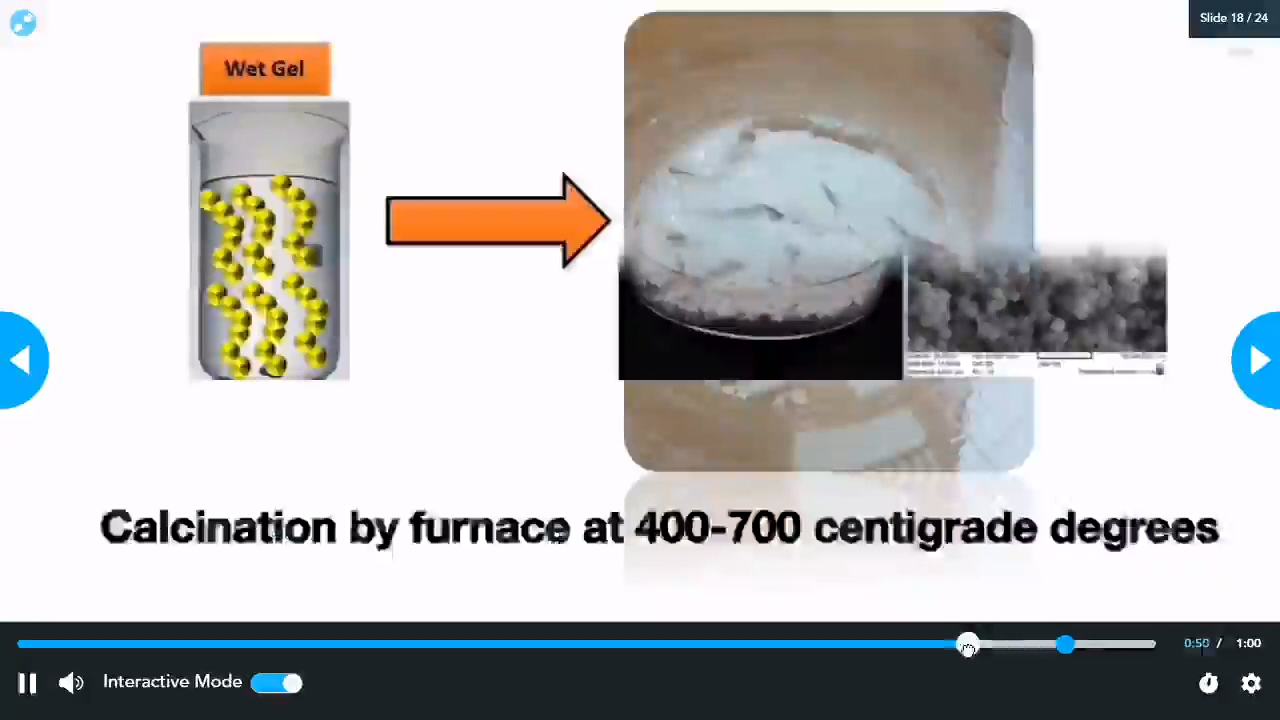 Slide 18 / 24
Wet Gel
Calcination by furnace at 400-700 centigrade degrees
0:50 / 1:00
Interactive Mode